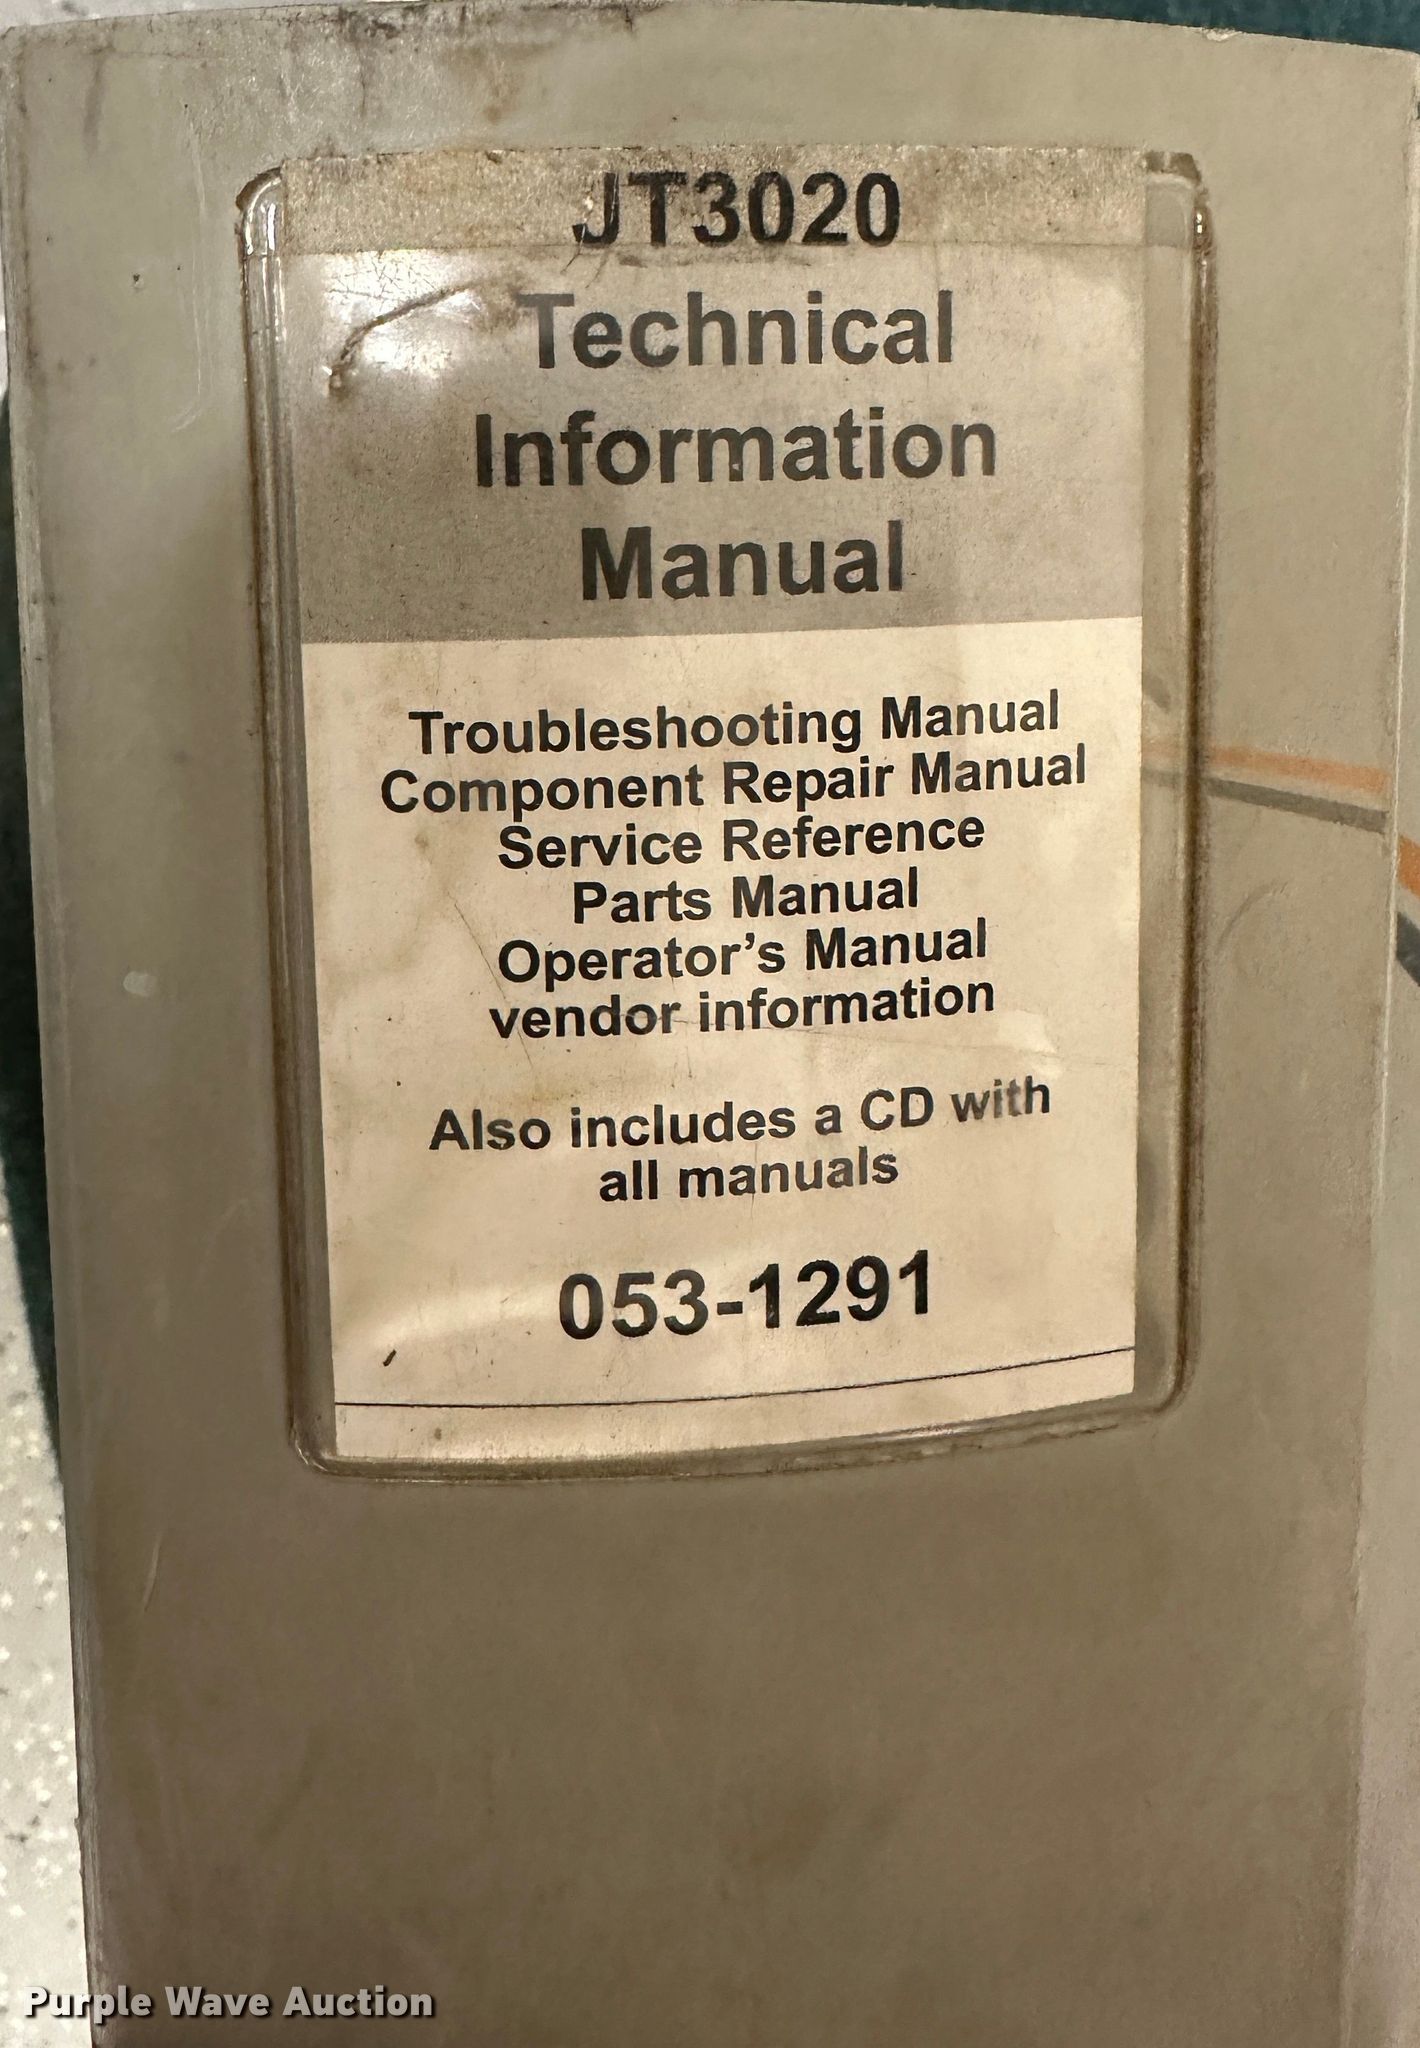 JT3020
Technical
Information
Manual
Troubleshooting Manual
Component Repair Manual
Service Reference
Parts Manual
Operator's Manual
vendor information
Also includes a CD with
all manuals
053-1291
Purple Wave Auction